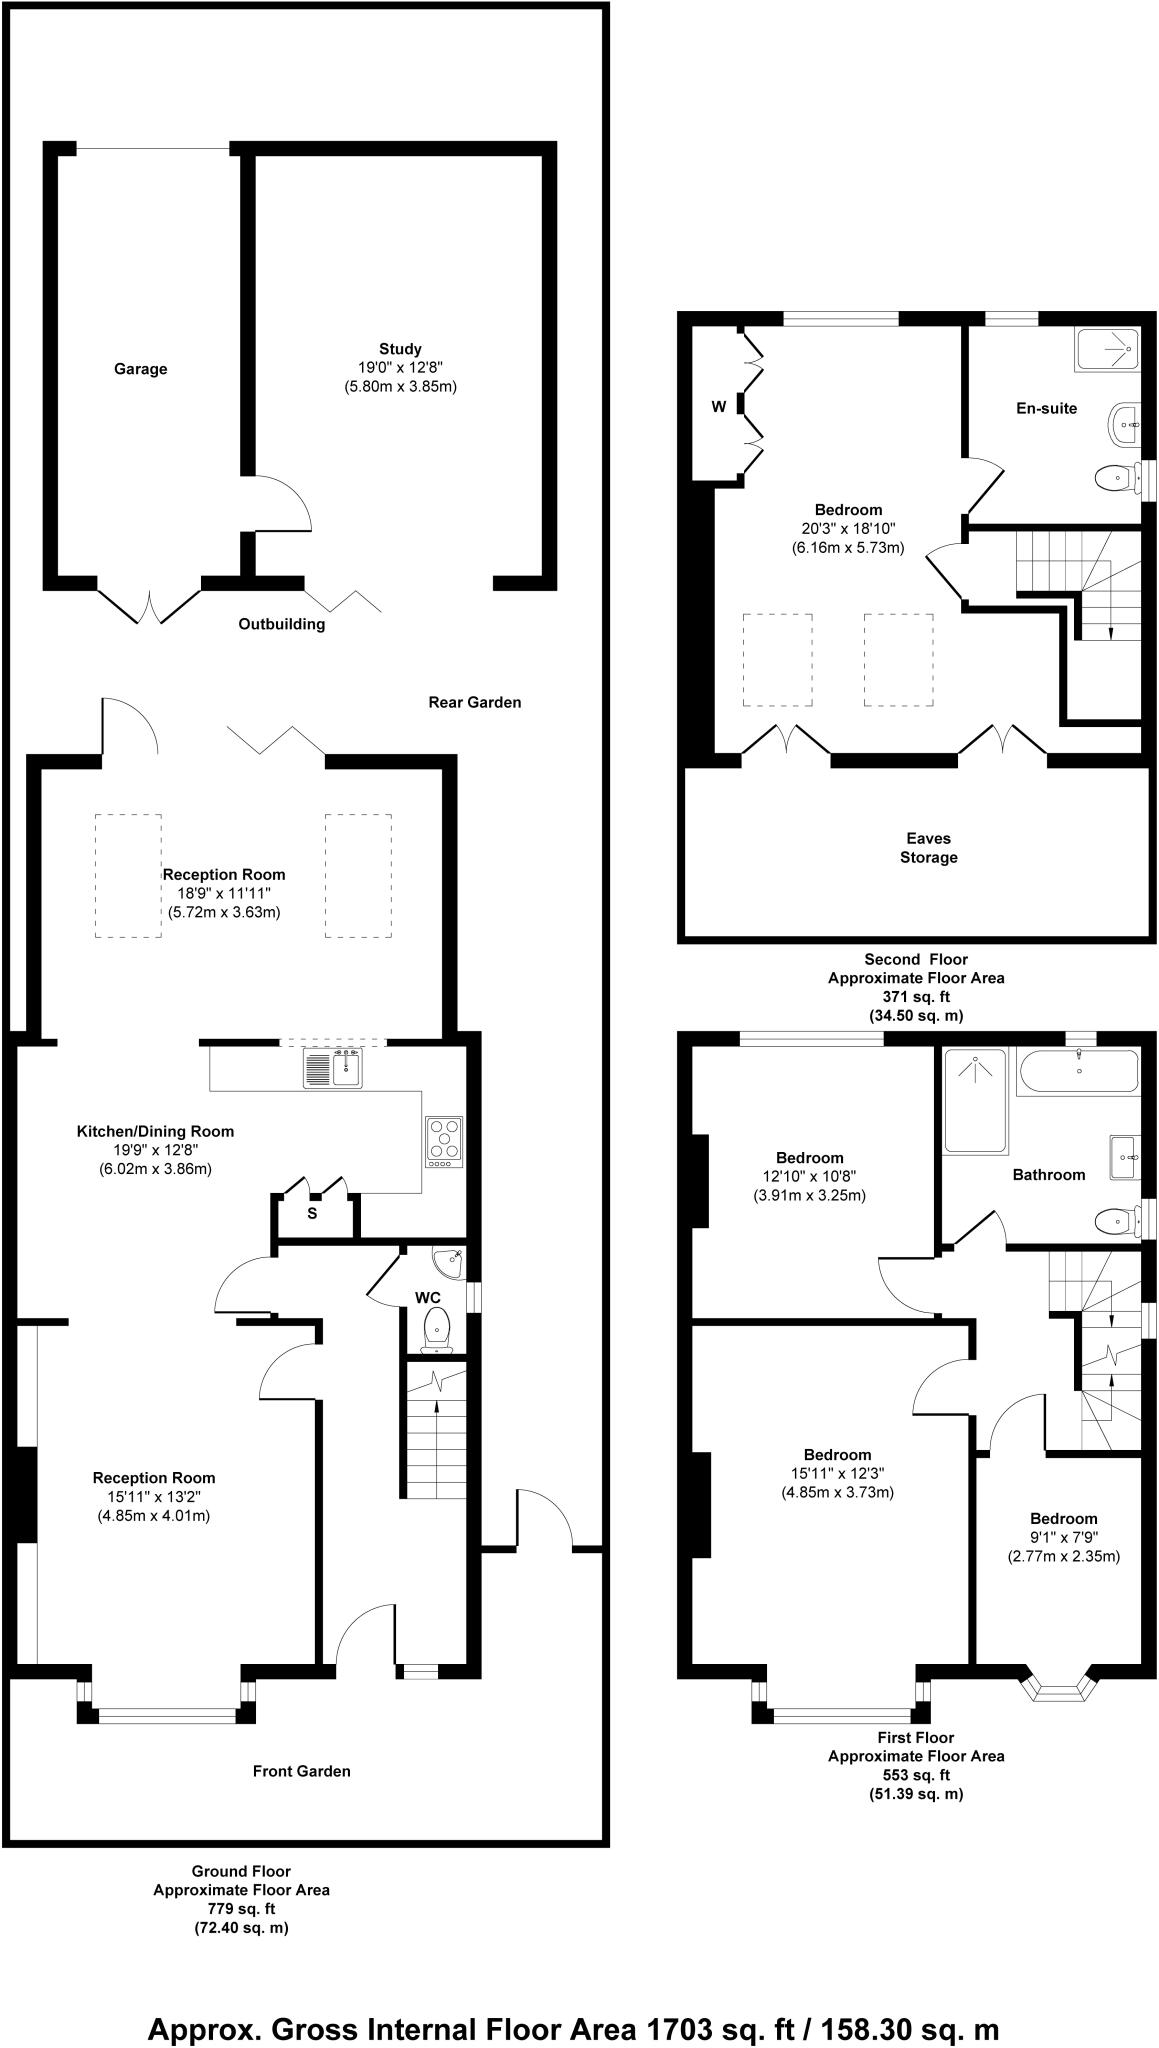 Garage
Study
19'0" x 12'8"
(5.80m x 3.85m)
Outbuilding
Rear Garden
Reception Room
18'9" x 11'11"
(5.72m x 3.63m)
Kitchen/Dining Room
19'9" x 12'8"
(6.02m x 3.86m)
S
WC
Reception Room
15'11" x 13'2"
(4.85m x 4.01m)
Front Garden
Ground Floor
Approximate Floor Area
779 sq. ft
(72.40 sq. m)
W
En-suite
Bedroom
20'3" x 18'10"
(6.16m x 5.73m)
Eaves
Storage
Second Floor
Approximate Floor Area
371 sq. ft
(34.50 sq. m)
Bedroom
12'10" x 10'8"
(3.91m x 3.25m)
Bathroom
Bedroom
15'11" x 12'3"
(4.85m x 3.73m)
Bedroom
9'1" x 7'9"
(2.77m x 2.35m)
First Floor
Approximate Floor Area
553 sq. ft
(51.39 sq. m)
Approx. Gross Internal Floor Area 1703 sq. ft / 158.30 sq. m